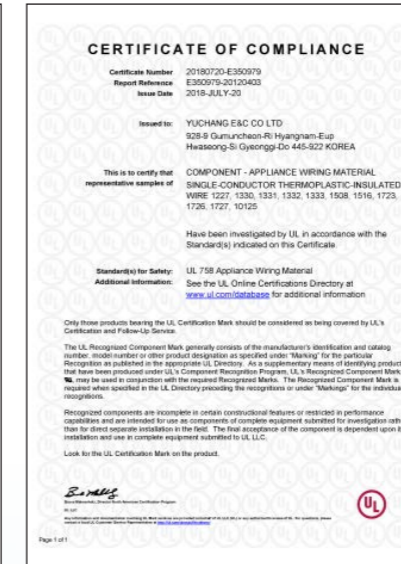 CERTIFICATE OF COMPLIANCE
Certificate Number 20180720-E350979
Report Reference E350979-20120403
Issue Date 2018-JULY-20
Issued to: YUCHANG E&C CO LTD
928-9 Gumuncheon-Ri Hyangnam-Eup
Hwaseong-Si Gyeonggi-Do 445-922 KOREA
This is to certify that COMPONENT - APPLIANCE WIRING MATERIAL
representative samples of SINGLE-CONDUCTOR THERMOPLASTIC-INSULATED
WIRE 1227, 1330, 1331, 1332, 1333, 1508, 1516, 1723,
1726, 1727, 10125
Have been investigated by UL in accordance with the
Standard(s) indicated on this Certificate.
Standard(s) for Safety: UL 758 Appliance Wiring Material
Additional Information: See the UL Online Certifications Directory at
www.ul.com/database for additional information
Only those products bearing the UL Certification Mark should be considered as being covered by UL's
Certification and Follow-Up Service.
The UL Recognized Component Mark generally consists of the manufacturer's identification and catalog
number, model number or other product designation as specified under "Marking" for the particular
Recognition as published in the appropriate UL Directory. As a supplementary means of identifying product
that have been produced under UL's Component Recognition Program, UL's Recognized Component Mark
, may be used in conjunction with the required Recognized Marks. The Recognized Component Mark is
required when specified in the UL Directory preceding the recognitions or under "Markings" for the individual
recognitions.
Recognized components are incomplete in certain constructional features or restricted in performance
capabilities and are intended for use as components of complete equipment submitted for investigation rath
than for direct separate installation in the field. The final acceptance of the component is dependent upon it
installation and use in complete equipment submitted to UL LLC.
Look for the UL Certification Mark on the product.
UL
Page 1 of 1